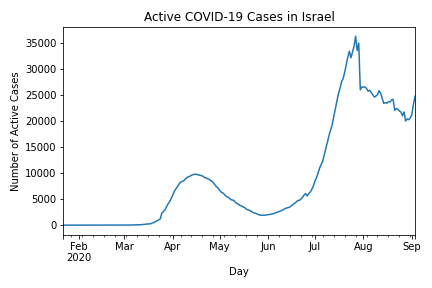 Active COVID-19 Cases in Israel
Number of Active Cases
35000
30000
25000
20000
15000
10000
5000
0
Feb Mar Apr May Jun Jul Aug Sep
2020
Day